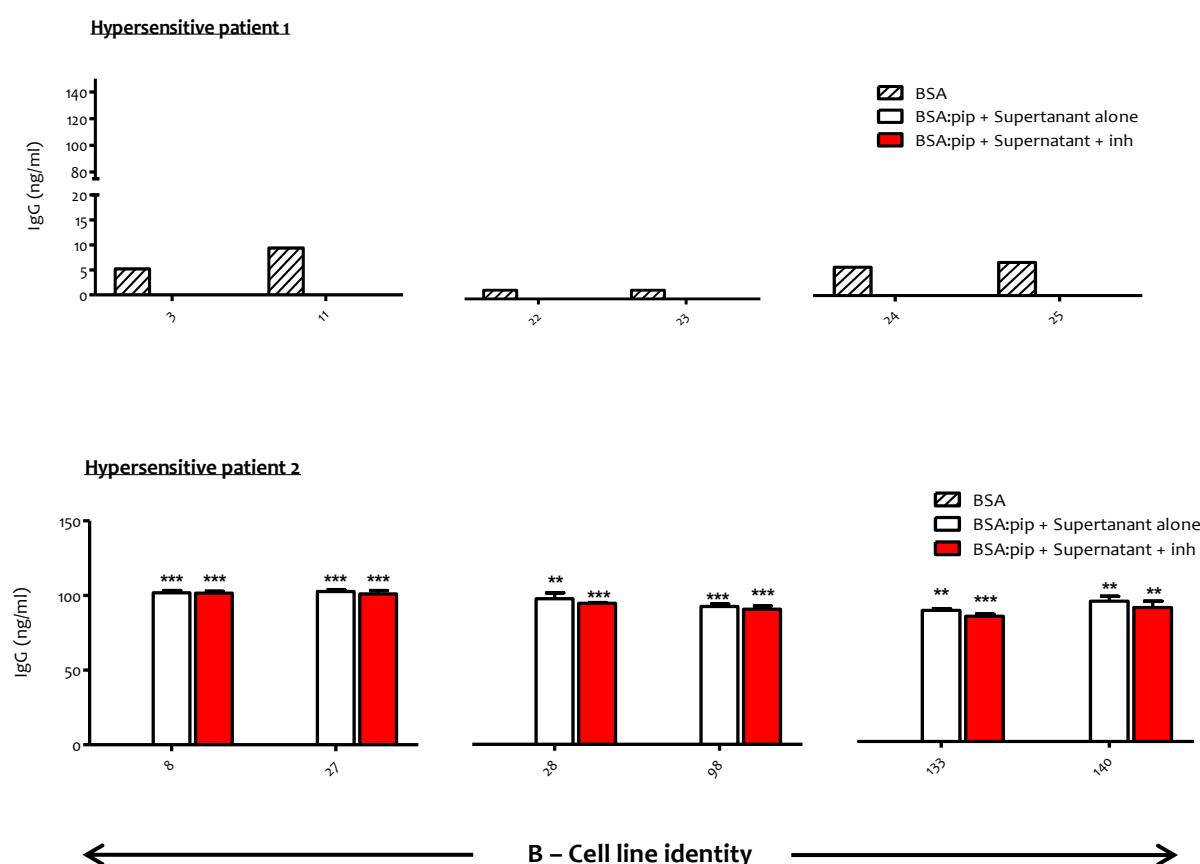 Hypersensitive patient 1
IgG (ng/ml)
140
120
100
80
20
15
10
5
0
BSA
BSA:pip + Supertanant alone
BSA:pip + Supernatant + inh
3
11
22
23
24
25
Hypersensitive patient 2
IgG (ng/ml)
150
100
50
0
BSA
BSA:pip + Supertanant alone
BSA:pip + Supernatant + inh
*** *** *** *** ** *** *** *** ** *** ** **
8
27
28
98
133
140
B – Cell line identity